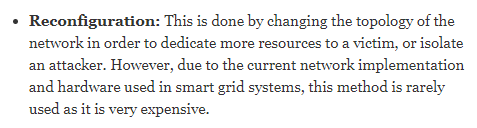 • Reconfiguration: This is done by changing the topology of the
network in order to dedicate more resources to a victim, or isolate
an attacker. However, due to the current network implementation
and hardware used in smart grid systems, this method is rarely
used as it is very expensive.